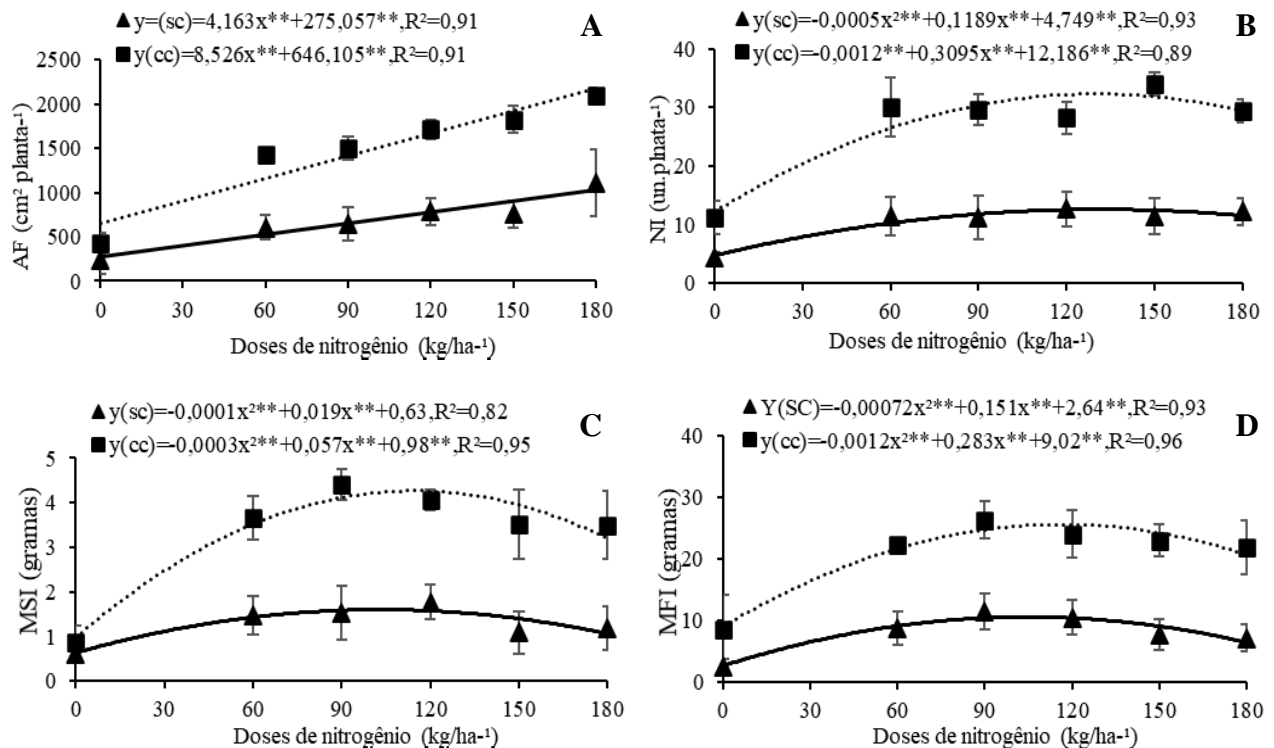 ▲ y=(sc)=4,163x**+275,057**,R²=0,91
■ y(cc)=8,526x**+646,105**,R²=0,91
A
2500
2000
1500
1000
500
0
AF (cm² planta-¹)
0 30 60 90 120 150 180
Doses de nitrogênio (kg/ha-¹)
▲ y(sc)=-0,0005x²**+0,1189x**+4,749**,R²=0,93
■ y(cc)=-0,0012**+0,3095x**+12,186**,R²=0,89
B
40
30
20
10
0
NI (un.plnata-¹)
0 30 60 90 120 150 180
Doses de nitrogênio (kg/ha-¹)
▲ y(sc)=-0,0001x²**+0,019x**+0,63,R²=0,82
■ y(cc)=-0,0003x²**+0,057x**+0,98**,R²=0,95
C
5
4
3
2
1
0
MSI (gramas)
0 30 60 90 120 150 180
Doses de nitrogênio (kg/ha-¹)
▲ Y(SC)=-0,00072x²**+0,151x**+2,64**,R²=0,93
■ y(cc)=-0,0012x²**+0,283x**+9,02**,R²=0,96
D
40
30
20
10
0
MFI (gramas)
0 30 60 90 120 150 180
Doses de nitrogênio (kg/ha-¹)